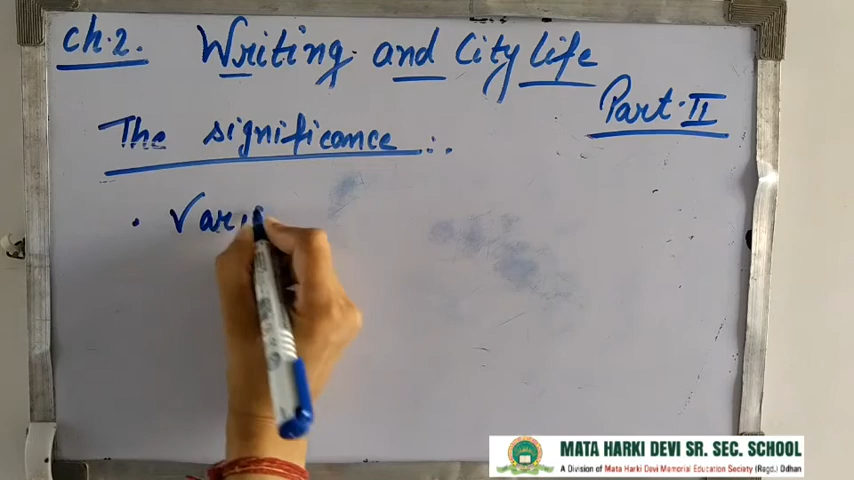 Ch.2. Writing and City life
Part-II
The significance :.
• Vari
MATA HARKI DEVI SR. SEC. SCHOOL
A Division of Mata Harki Devi Memorial Education Society (Regd.) Odhan